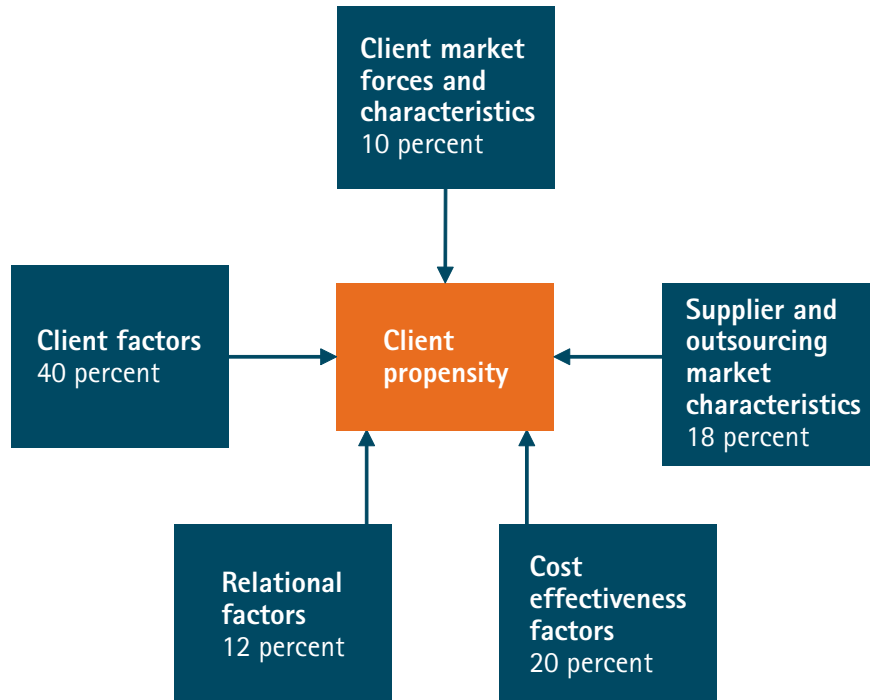 Client market
forces and
characteristics
10 percent
Client factors
40 percent
Client
propensity
Supplier and
outsourcing
market
characteristics
18 percent
Relational
factors
12 percent
Cost
effectiveness
factors
20 percent